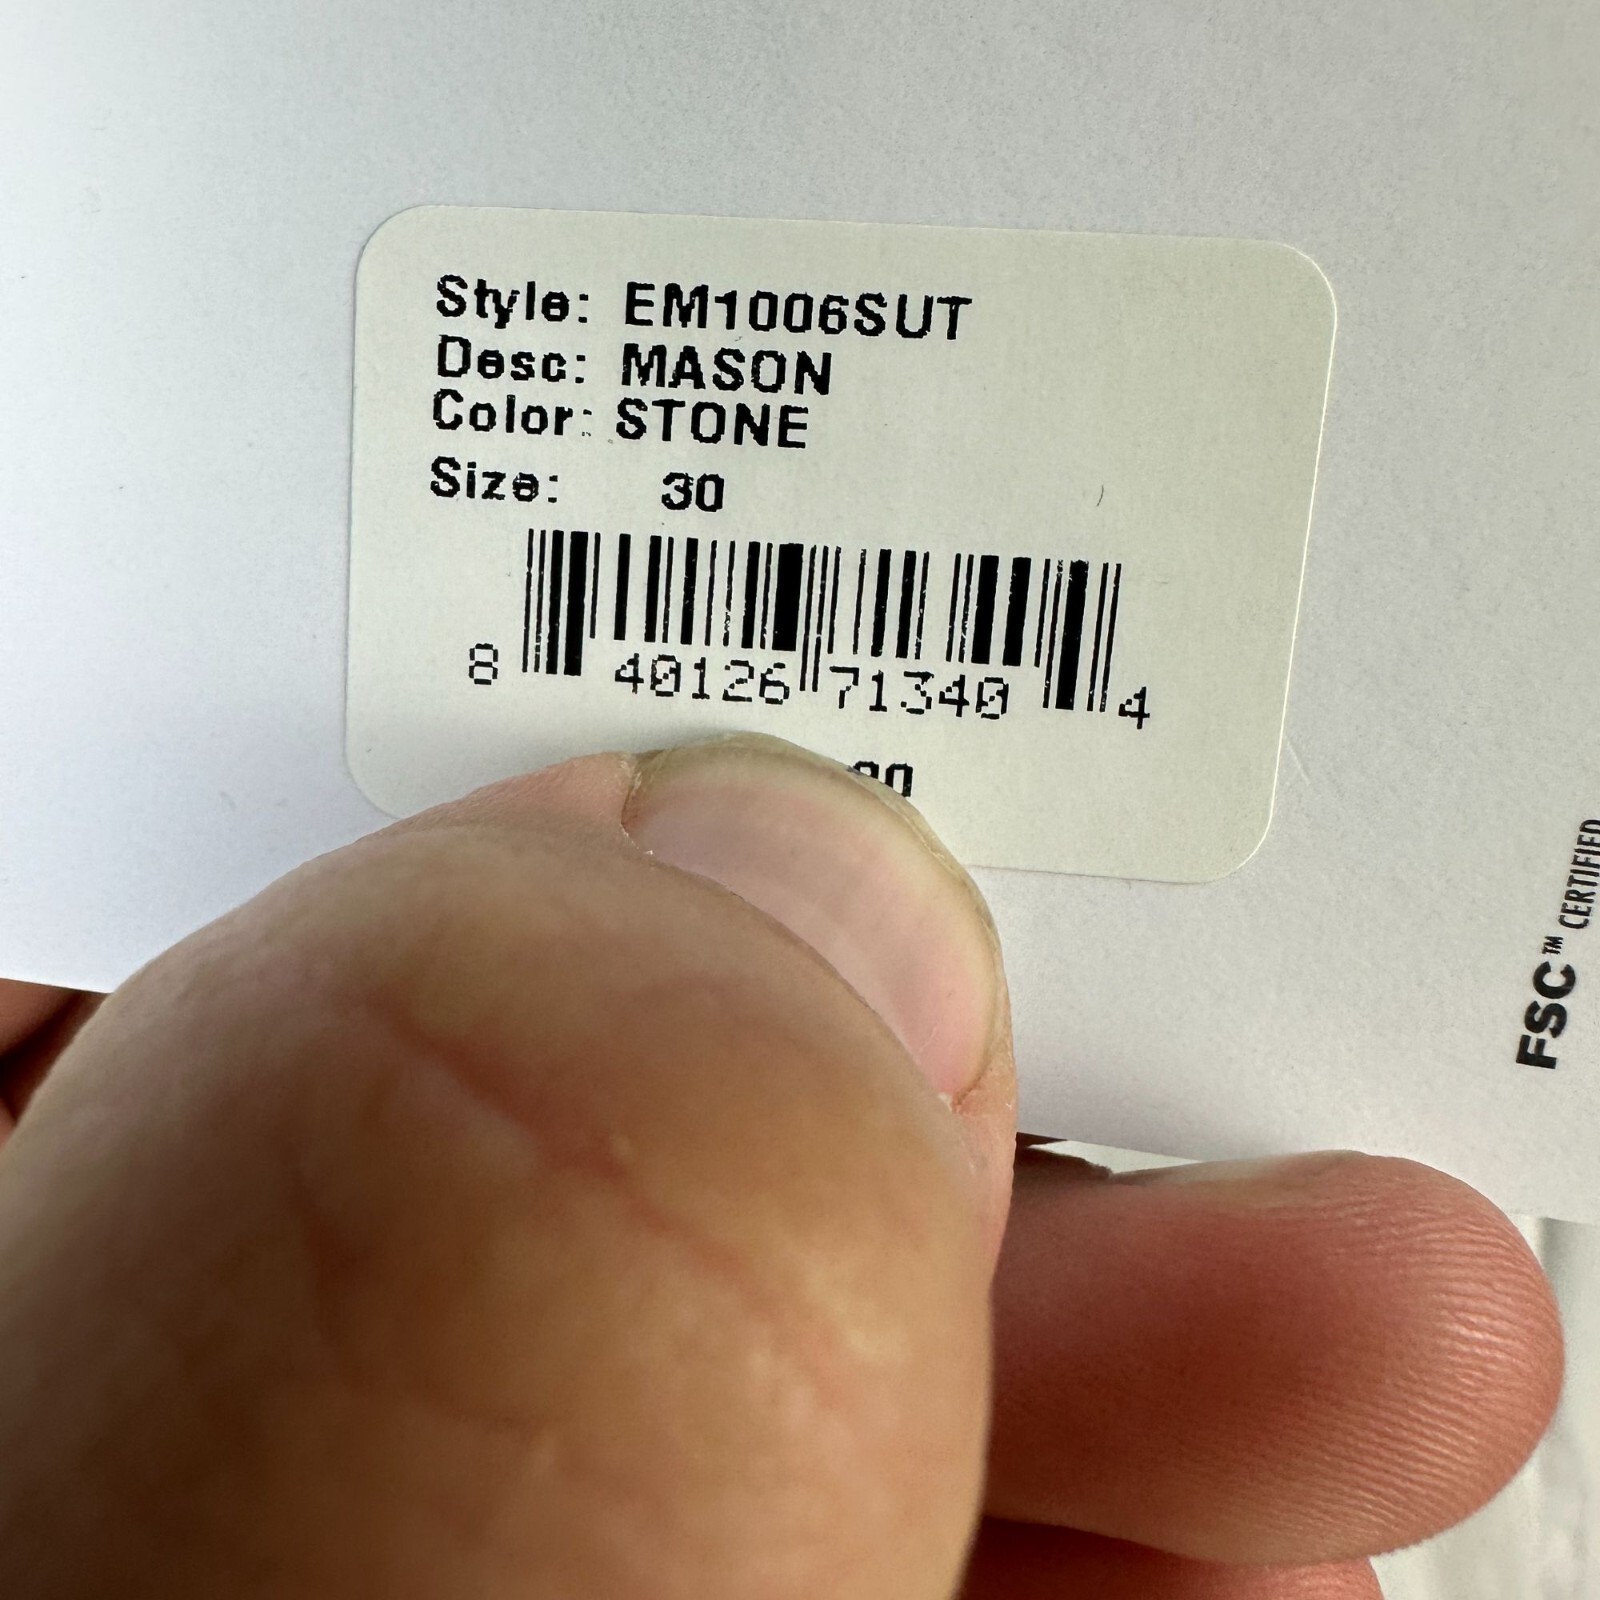 Style: EM1006SUT
Desc: MASON
Color: STONE
Size: 30
8 40126 71340 4
FSC™ CERTIFIED